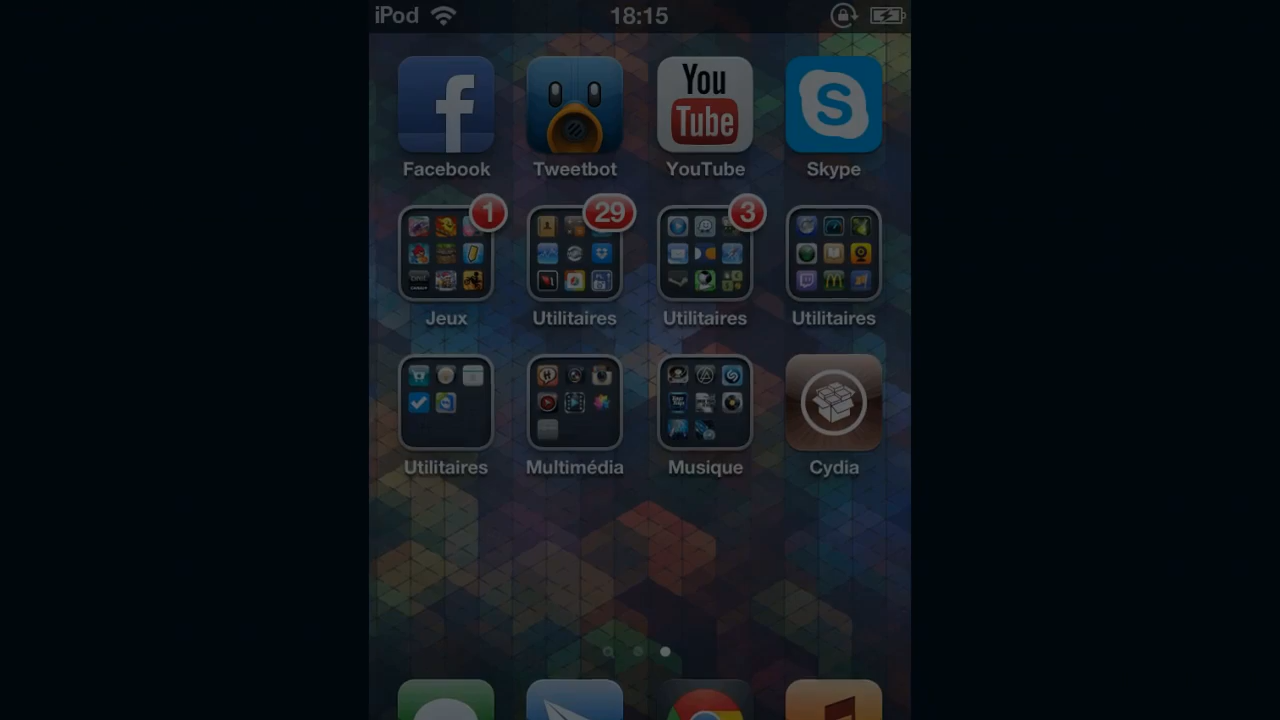 iPod 18:15
You
Tube
Facebook Tweetbot YouTube Skype
1 29 3
Jeux Utilitaires Utilitaires Utilitaires
Utilitaires Multimédia Musique Cydia